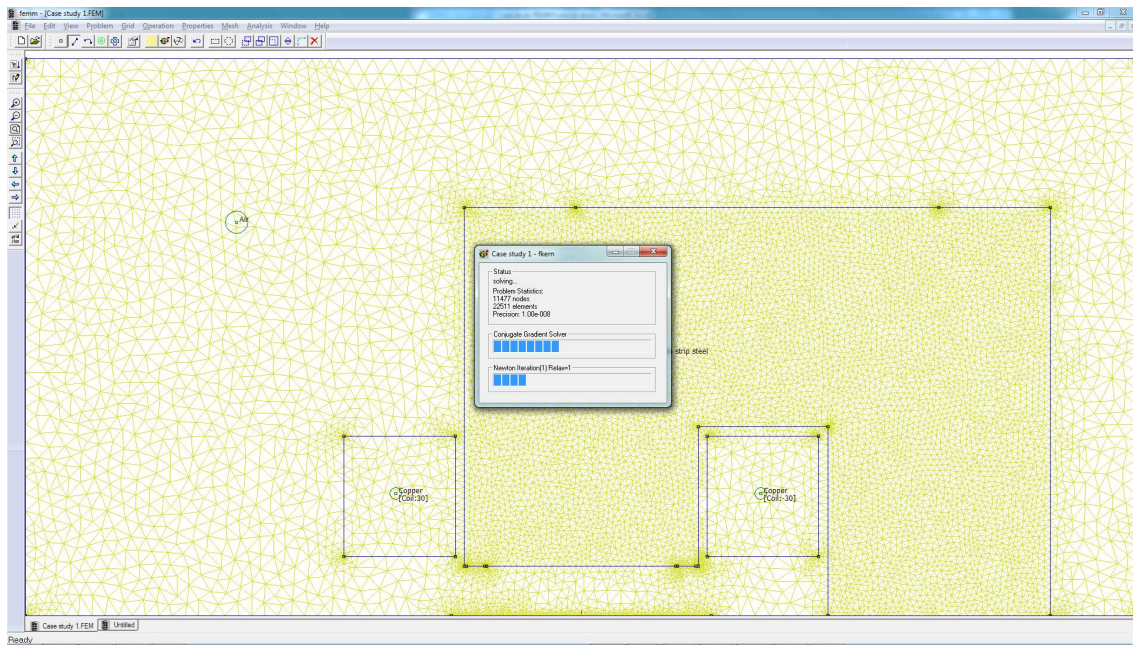 femm - [Case study 1.FEM]
File Edit View Problem Grid Operation Properties Mesh Analysis Window Help
Air
Case study 1 - fkern
Status
solving...
Problem Statistics:
11477 nodes
22511 elements
Precision: 1.00e-008
Conjugate Gradient Solver
strip steel
Newton Iteration(1) Relax=1
Copper
[Coil:30]
Copper
[Coil:-30]
Case study 1.FEM Untitled
Ready